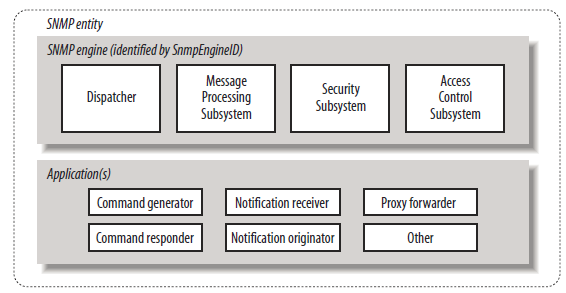 SNMP entity
SNMP engine (identified by SnmpEngineID)
Dispatcher
Message
Processing
Subsystem
Security
Subsystem
Access
Control
Subsystem
Application(s)
Command generator
Notification receiver
Proxy forwarder
Command responder
Notification originator
Other